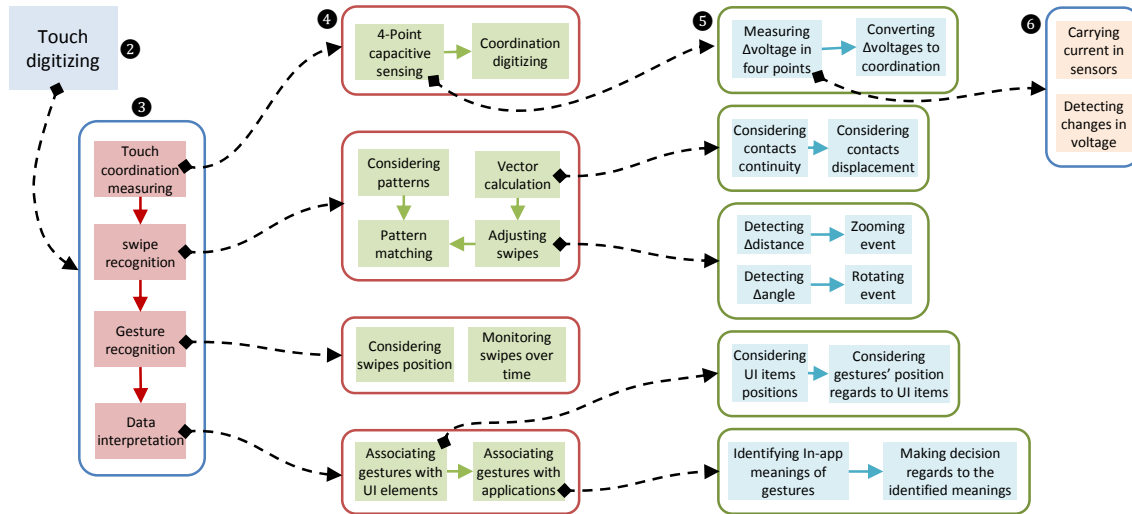 ❷
Touch
digitizing
❸
Touch
coordination
measuring
swipe
recognition
Gesture
recognition
Data
interpretation
❹
4-Point
capacitive
sensing
Coordination
digitizing
Considering
patterns
Vector
calculation
Pattern
matching
Adjusting
swipes
Considering
swipes position
Monitoring
swipes over
time
Associating
gestures with
UI elements
Associating
gestures with
applications
❺
Measuring
Δvoltage in
four points
Converting
Δvoltages to
coordination
Considering
contacts
continuity
Considering
contacts
displacement
Detecting
Δdistance
Zooming
event
Detecting
Δangle
Rotating
event
Considering
UI items
positions
Considering
gestures’ position
regards to UI items
Identifying In-app
meanings of
gestures
Making decision
regards to the
identified meanings
❻
Carrying
current in
sensors
Detecting
changes in
voltage